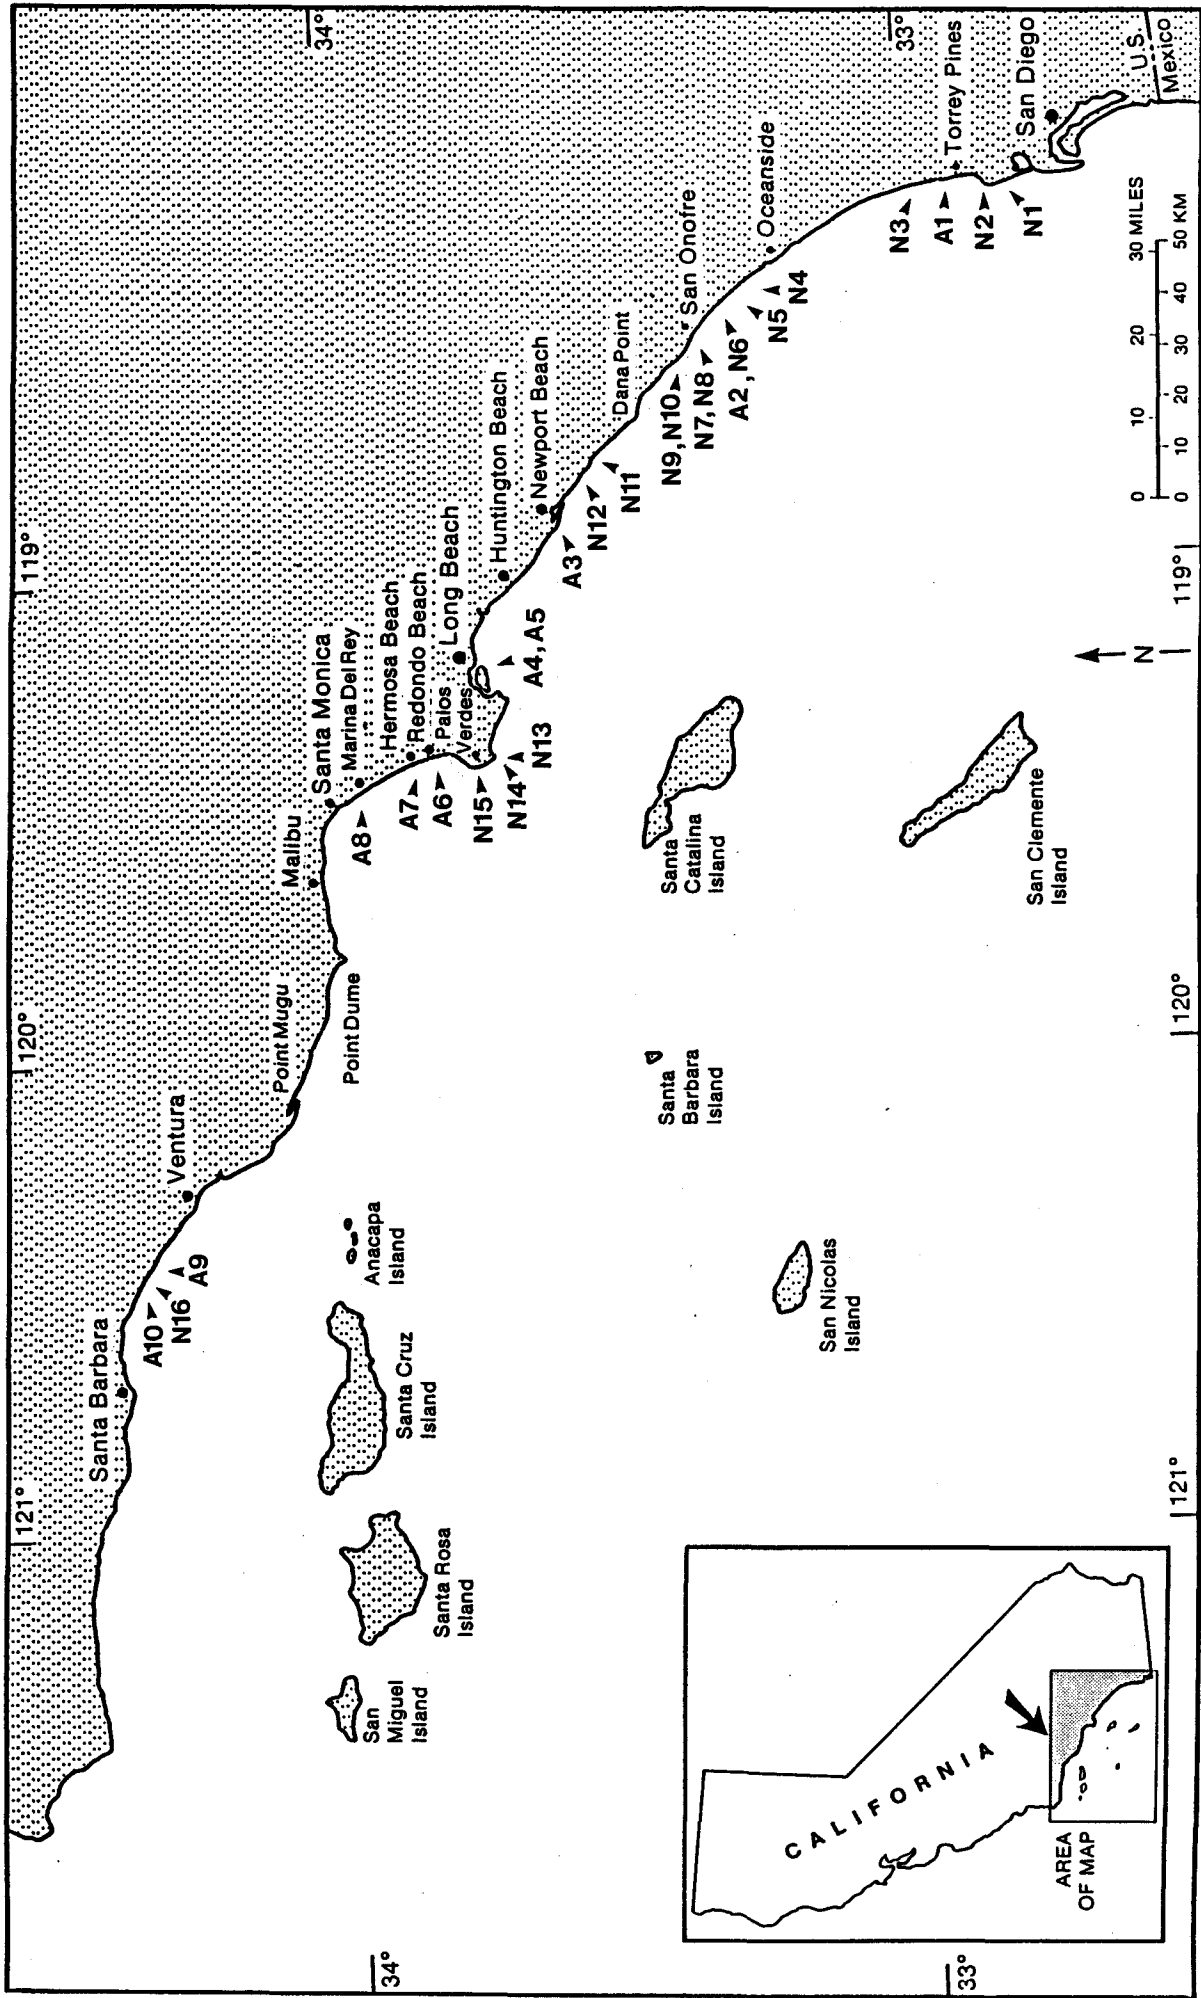 121°
120°
119°
Santa Barbara
A10
N16
A9
Ventura
Point Mugu
Point Dume
Malibu
Santa Monica
Marina Del Rey
Hermosa Beach
Redondo Beach
Palos
Verdes
Long Beach
Huntington Beach
Newport Beach
Dana Point
San Onofre
Oceanside
Torrey Pines
San Diego
U.S.
Mexico
34°
33°
A8
A7
A6
N15
N14
N13
A4, A5
A3
N12
N11
N9, N10
N7, N8
A2, N6
N5
N4
N3
A1
N2
N1
San
Miguel
Island
Santa Rosa
Island
Santa Cruz
Island
Anacapa
Island
Santa
Barbara
Island
San Nicolas
Island
Santa
Catalina
Island
San Clemente
Island
34°
33°
CALIFORNIA
AREA
OF MAP
N
0 10 20 30 MILES
0 10 20 30 40 50 KM
121°
120°
119°